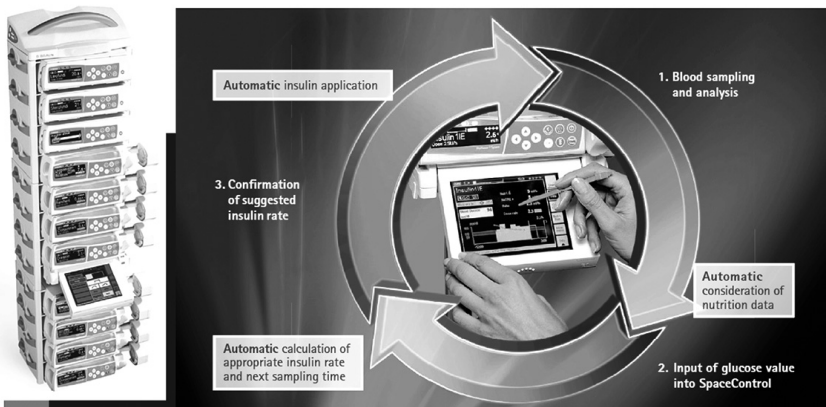 Automatic insulin application
1. Blood sampling
and analysis
3. Confirmation
of suggested
insulin rate
Automatic
consideration of
nutrition data
Automatic calculation of
appropriate insulin rate
and next sampling time
2. Input of glucose value
into SpaceControl